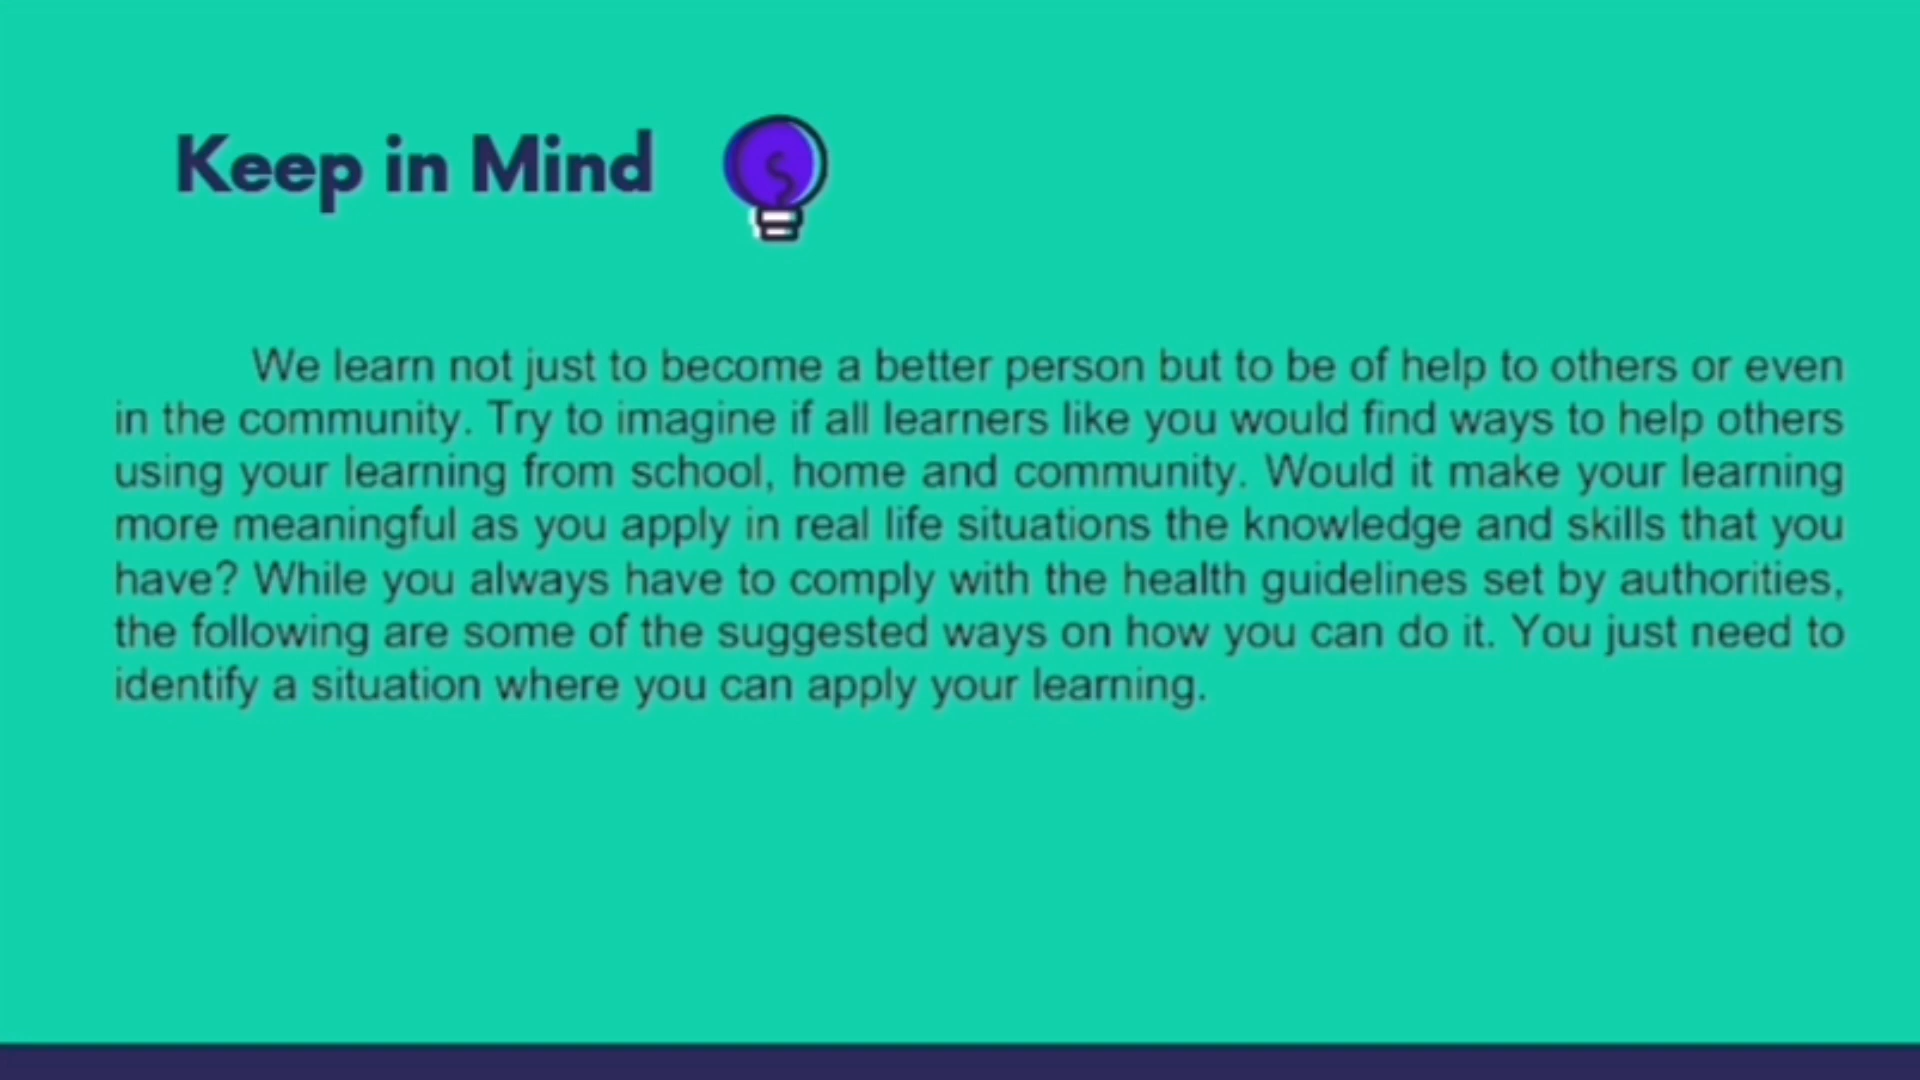 Keep in Mind
We learn not just to become a better person but to be of help to others or even
in the community. Try to imagine if all learners like you would find ways to help others
using your learning from school, home and community. Would it make your learning
more meaningful as you apply in real life situations the knowledge and skills that you
have? While you always have to comply with the health guidelines set by authorities,
the following are some of the suggested ways on how you can do it. You just need to
identify a situation where you can apply your learning.